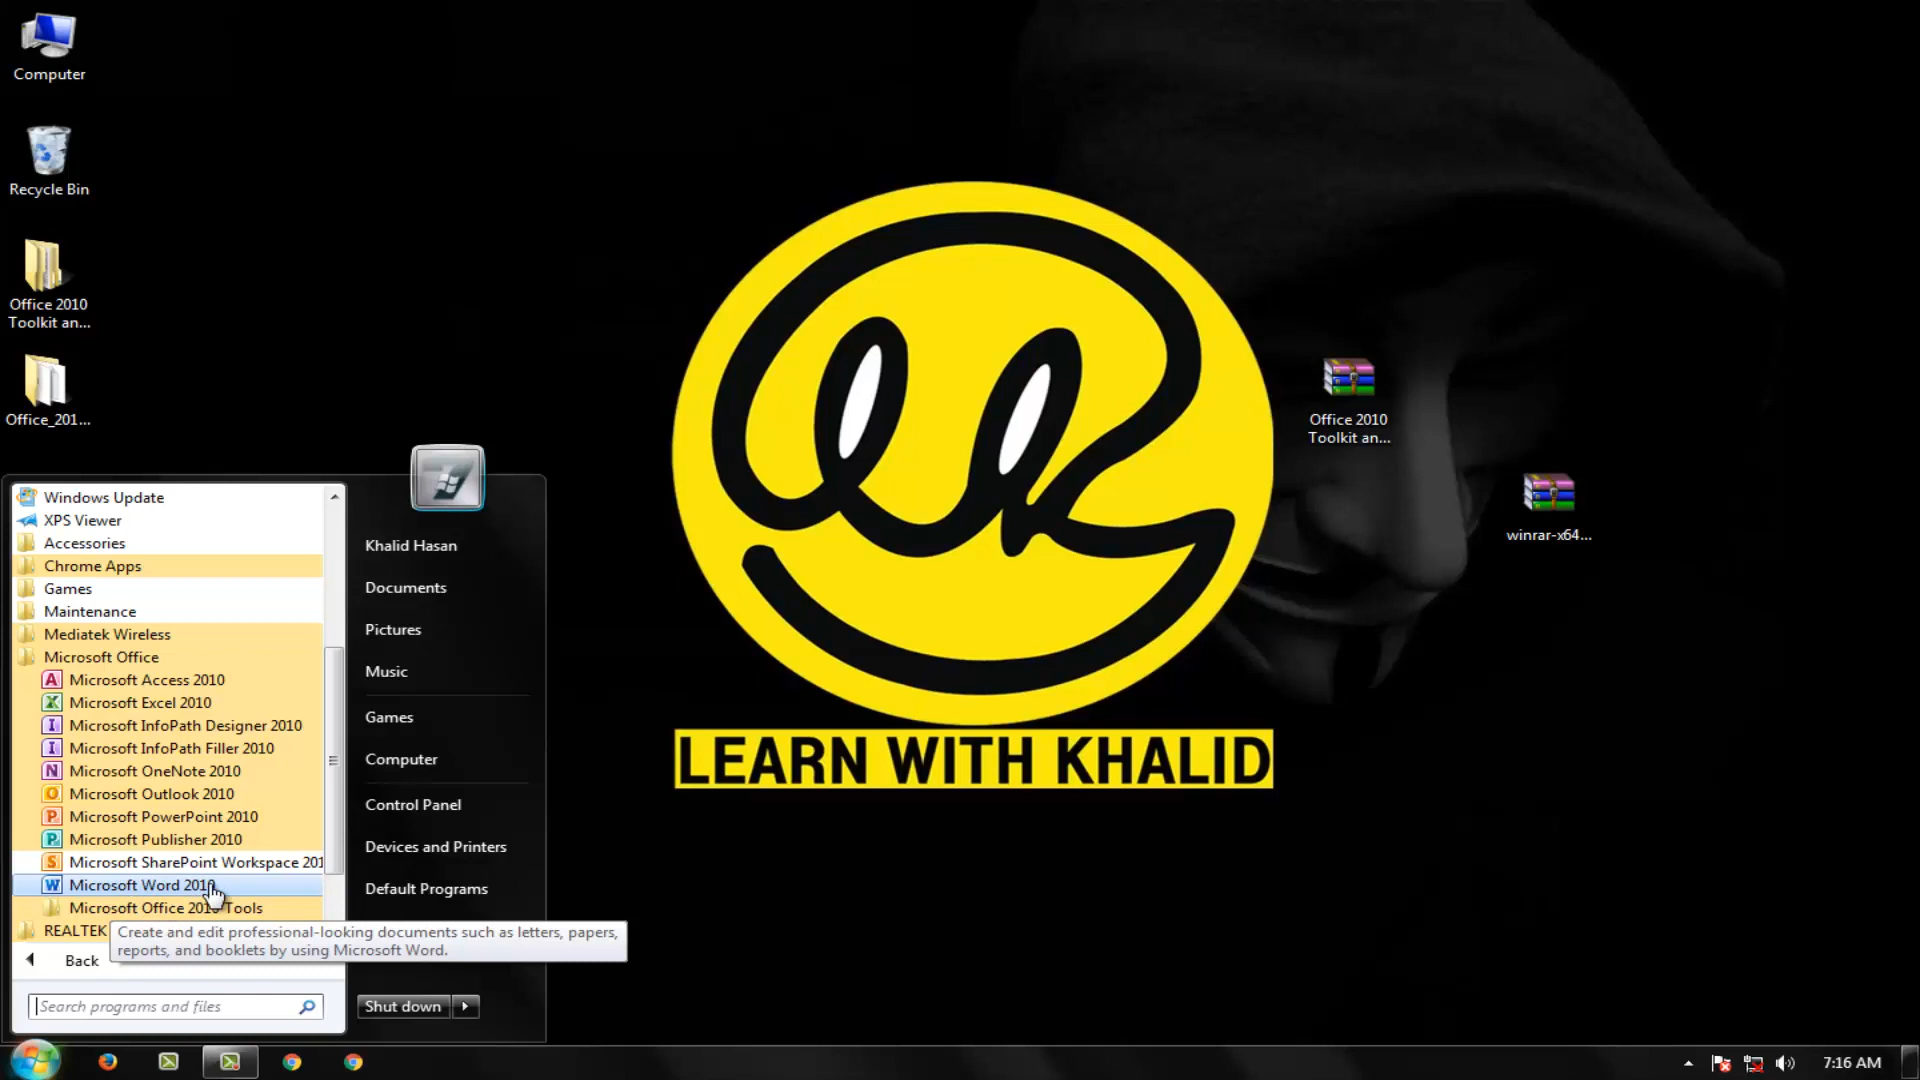 Computer
Recycle Bin
Office 2010
Toolkit an...
Office_201...
Windows Update
XPS Viewer
Accessories
Chrome Apps
Games
Maintenance
Mediatek Wireless
Microsoft Office
Microsoft Access 2010
Microsoft Excel 2010
Microsoft InfoPath Designer 2010
Microsoft InfoPath Filler 2010
Microsoft OneNote 2010
Microsoft Outlook 2010
Microsoft PowerPoint 2010
Microsoft Publisher 2010
Microsoft SharePoint Workspace 201
Microsoft Word 2010
Microsoft Office 2010 Tools
REALTEK
Create and edit professional-looking documents such as letters, papers,
reports, and booklets by using Microsoft Word.
Back
Search programs and files
Khalid Hasan
Documents
Pictures
Music
Games
Computer
Control Panel
Devices and Printers
Default Programs
Shut down
LEARN WITH KHALID
Office 2010
Toolkit an...
winrar-x64...
7:16 AM